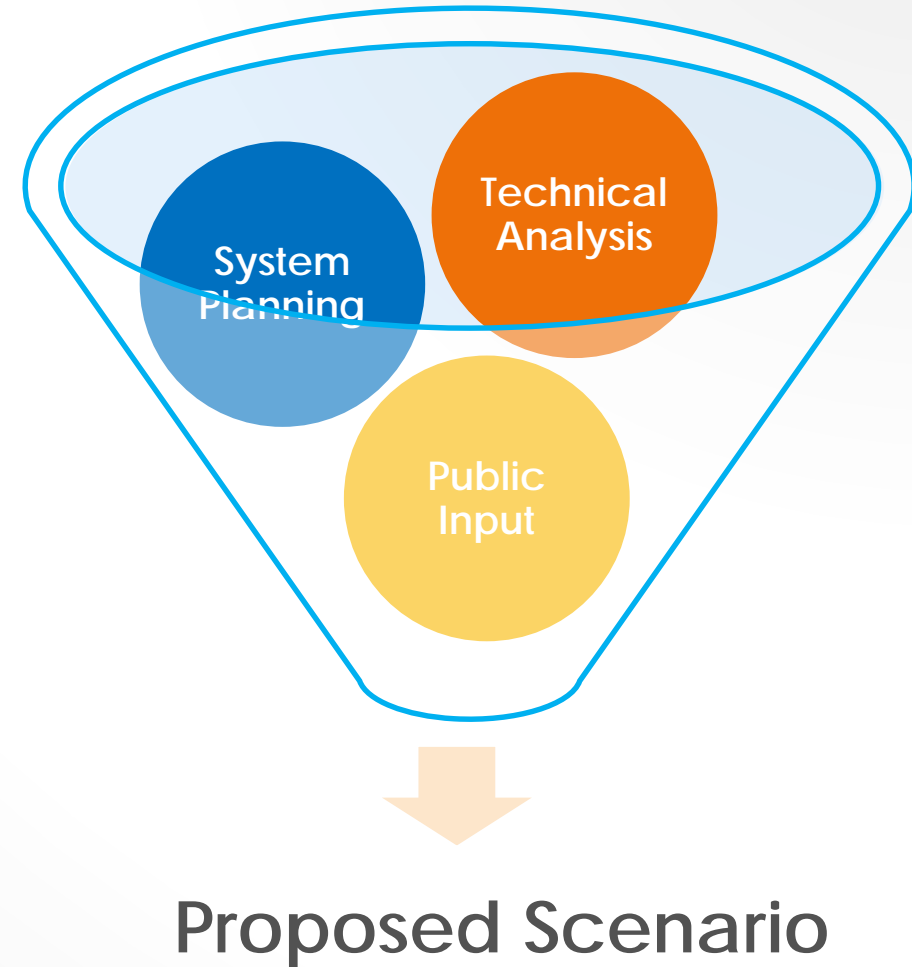 Technical
Analysis
System
Planning
Public
Input
Proposed Scenario